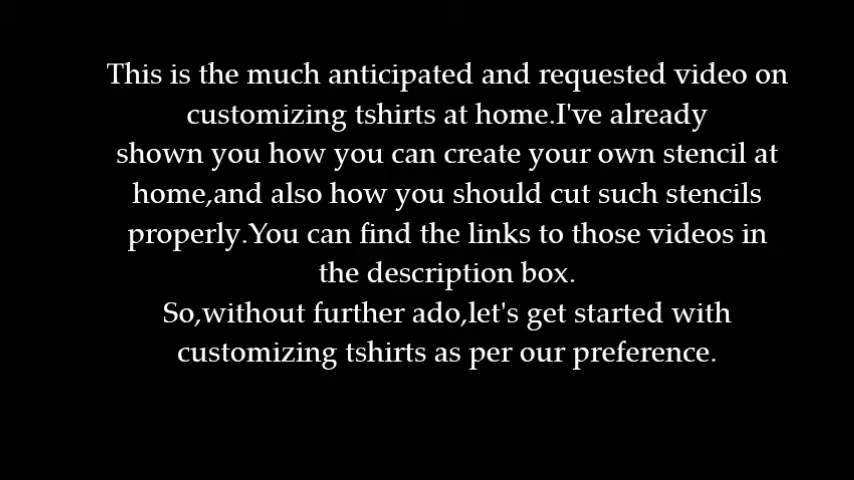 This is the much anticipated and requested video on
customizing tshirts at home.I've already
shown you how you can create your own stencil at
home,and also how you should cut such stencils
properly.You can find the links to those videos in
the description box.
So,without further ado,let's get started with
customizing tshirts as per our preference.